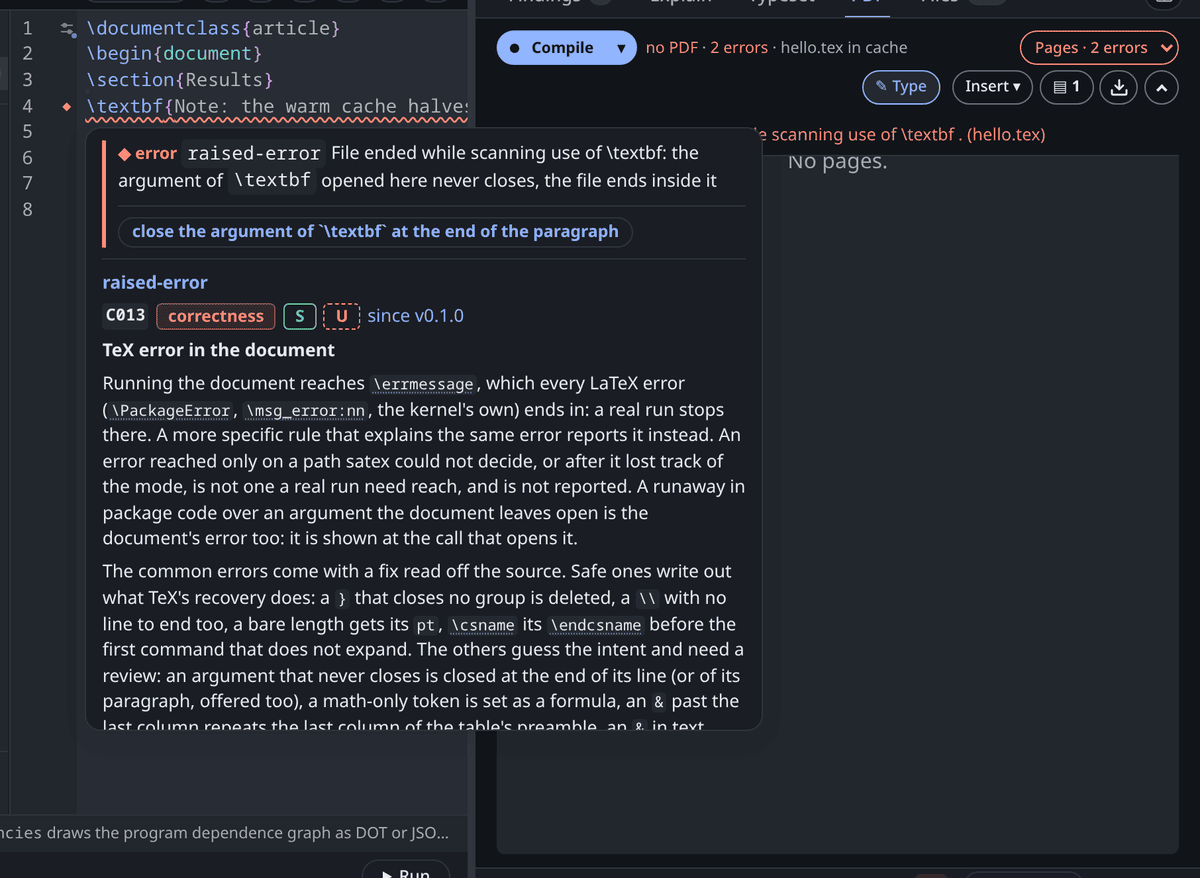 1 \documentclass{article}
2 \begin{document}
3 \section{Results}
4 \textbf{Note: the warm cache halves
5
6
7
8
Compile ▼ no PDF · 2 errors · hello.tex in cache
Pages · 2 errors
✎ Type Insert ▾ 1
scanning use of \textbf . (hello.tex)
No pages.
error raised-error File ended while scanning use of \textbf: the
argument of \textbf opened here never closes, the file ends inside it
close the argument of `\textbf` at the end of the paragraph
raised-error
C013 correctness S U since v0.1.0
TeX error in the document
Running the document reaches \errmessage, which every LaTeX error
(\PackageError, \msg_error:nn, the kernel's own) ends in: a real run stops
there. A more specific rule that explains the same error reports it instead. An
error reached only on a path satex could not decide, or after it lost track of
the mode, is not one a real run need reach, and is not reported. A runaway in
package code over an argument the document leaves open is the
document's error too: it is shown at the call that opens it.
The common errors come with a fix read off the source. Safe ones write out
what TeX's recovery does: a } that closes no group is deleted, a \\ with no
line to end too, a bare length gets its pt, \csname its \endcsname before the
first command that does not expand. The others guess the intent and need a
review: an argument that never closes is closed at the end of its line (or of its
paragraph, offered too), a math-only token is set as a formula, an & past the
last column repeats the last column of the table's preamble, an & in text
ncies draws the program dependence graph as DOT or JSO...
Run